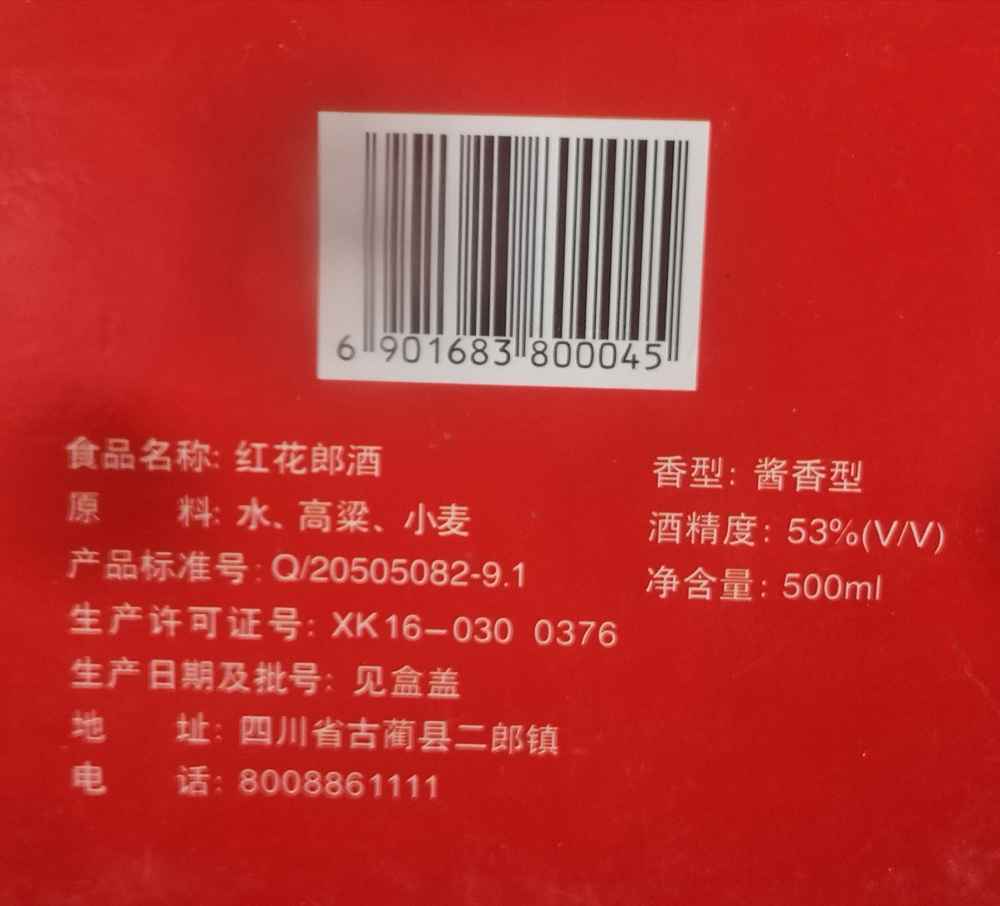 6 901683 800045
食品名称: 红花郎酒
原 料: 水、高粱、小麦
产品标准号: Q/20505082-9.1
生产许可证号: XK16-030 0376
生产日期及批号: 见盒盖
地 址: 四川省古蔺县二郎镇
电 话: 8008861111
香型: 酱香型
酒精度: 53%(V/V)
净含量: 500ml